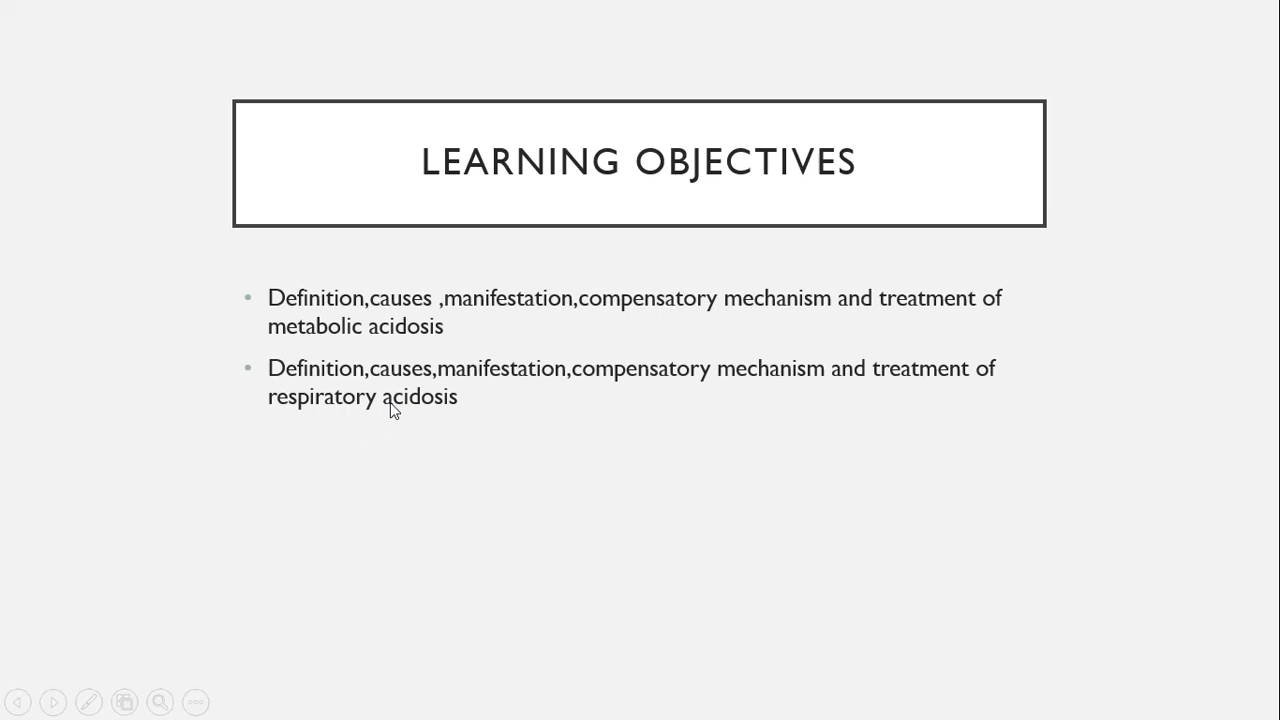 LEARNING OBJECTIVES
• Definition,causes ,manifestation,compensatory mechanism and treatment of
metabolic acidosis
• Definition,causes,manifestation,compensatory mechanism and treatment of
respiratory acidosis